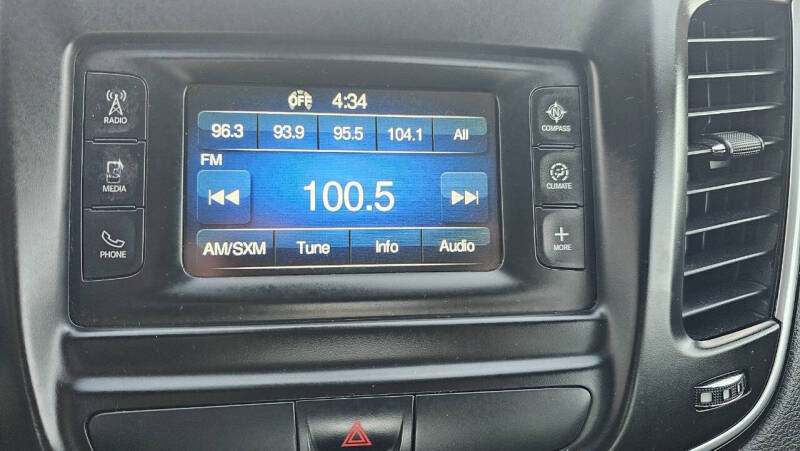 OFF 4:34
96.3 93.9 95.5 104.1 All
FM
100.5
AM/SXM Tune Info Audio
RADIO
MEDIA
PHONE
N
COMPASS
CLIMATE
MORE